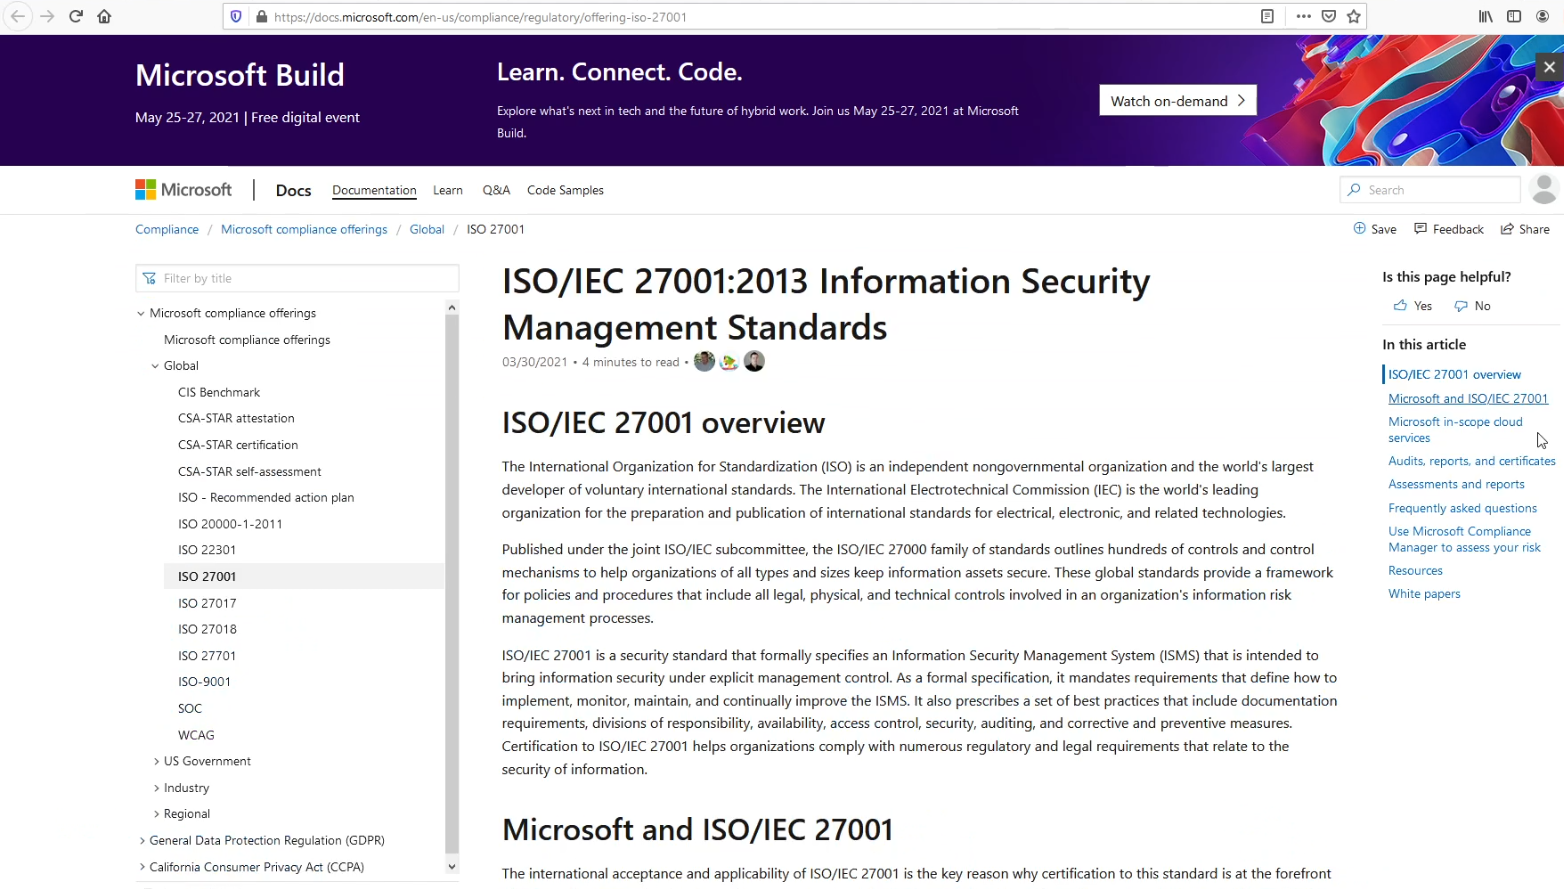 https://docs.microsoft.com/en-us/compliance/regulatory/offering-iso-27001
Microsoft Build
May 25-27, 2021 | Free digital event
Learn. Connect. Code.
Explore what's next in tech and the future of hybrid work. Join us May 25-27, 2021 at Microsoft
Build.
Watch on-demand
Microsoft
Docs
Documentation
Learn
Q&A
Code Samples
Search
Compliance / Microsoft compliance offerings / Global / ISO 27001
Save
Feedback
Share
Filter by title
Microsoft compliance offerings
Microsoft compliance offerings
Global
CIS Benchmark
CSA-STAR attestation
CSA-STAR certification
CSA-STAR self-assessment
ISO - Recommended action plan
ISO 20000-1-2011
ISO 22301
ISO 27001
ISO 27017
ISO 27018
ISO 27701
ISO-9001
SOC
WCAG
US Government
Industry
Regional
General Data Protection Regulation (GDPR)
California Consumer Privacy Act (CCPA)
ISO/IEC 27001:2013 Information Security
Management Standards
03/30/2021 • 4 minutes to read •
ISO/IEC 27001 overview
The International Organization for Standardization (ISO) is an independent nongovernmental organization and the world's largest
developer of voluntary international standards. The International Electrotechnical Commission (IEC) is the world's leading
organization for the preparation and publication of international standards for electrical, electronic, and related technologies.
Published under the joint ISO/IEC subcommittee, the ISO/IEC 27000 family of standards outlines hundreds of controls and control
mechanisms to help organizations of all types and sizes keep information assets secure. These global standards provide a framework
for policies and procedures that include all legal, physical, and technical controls involved in an organization's information risk
management processes.
ISO/IEC 27001 is a security standard that formally specifies an Information Security Management System (ISMS) that is intended to
bring information security under explicit management control. As a formal specification, it mandates requirements that define how to
implement, monitor, maintain, and continually improve the ISMS. It also prescribes a set of best practices that include documentation
requirements, divisions of responsibility, availability, access control, security, auditing, and corrective and preventive measures.
Certification to ISO/IEC 27001 helps organizations comply with numerous regulatory and legal requirements that relate to the
security of information.
Microsoft and ISO/IEC 27001
The international acceptance and applicability of ISO/IEC 27001 is the key reason why certification to this standard is at the forefront
Is this page helpful?
Yes
No
In this article
ISO/IEC 27001 overview
Microsoft and ISO/IEC 27001
Microsoft in-scope cloud
services
Audits, reports, and certificates
Assessments and reports
Frequently asked questions
Use Microsoft Compliance
Manager to assess your risk
Resources
White papers